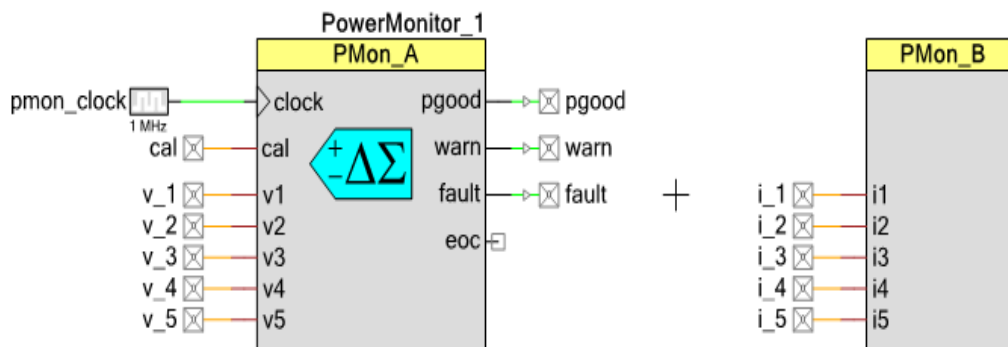 PowerMonitor_1
PMon_A
PMon_B
pmon_clock
1 MHz
clock
pgood
pgood
cal
cal
+
−ΔΣ
warn
warn
v_1
v1
fault
fault
i_1
i1
v_2
v2
i_2
i2
eoc
v_3
v3
i_3
i3
v_4
v4
i_4
i4
v_5
v5
i_5
i5